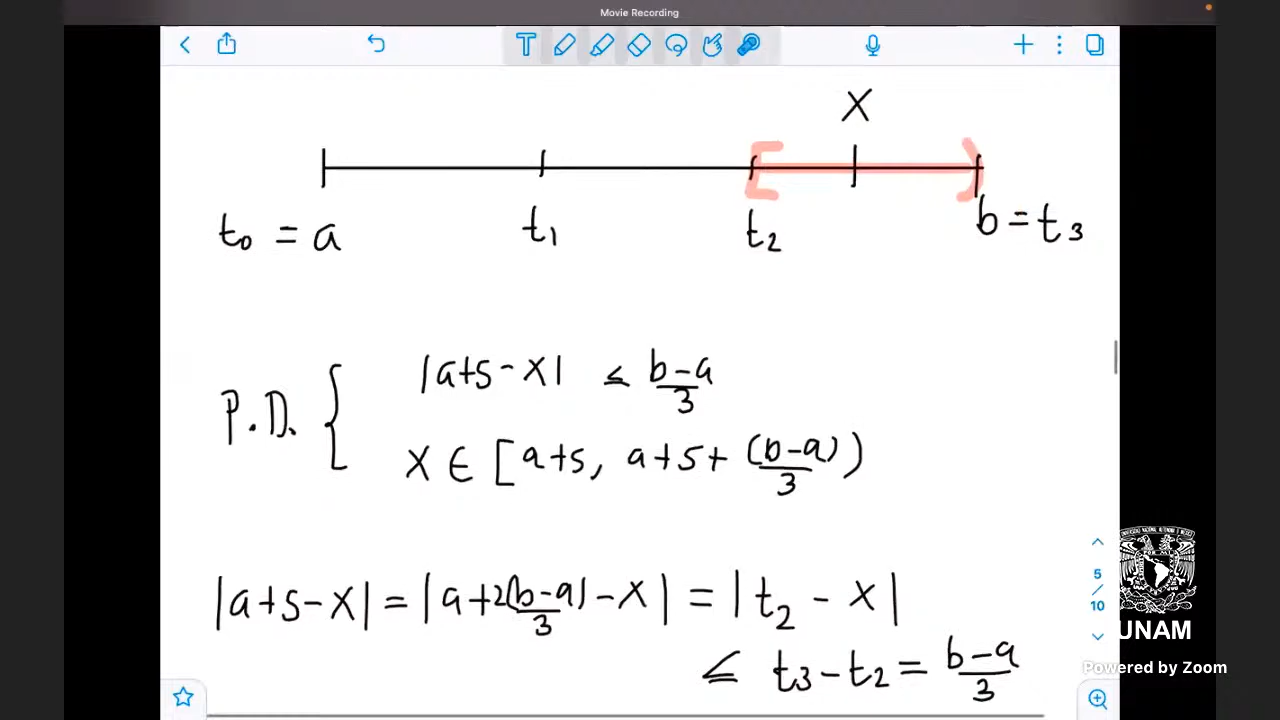 Movie Recording
X
t₀ = a t₁ t₂ b = t₃
P.D. { |a+s-x| ≤ (b-a)/3
x ∈ [a+s, a+s+ (b-a)/3)
|a+s-x| = |a+2(b-a)/3 - x| = |t₂ - x|
≤ t₃-t₂ = (b-a)/3
5
/
10
UNAM
Powered by Zoom